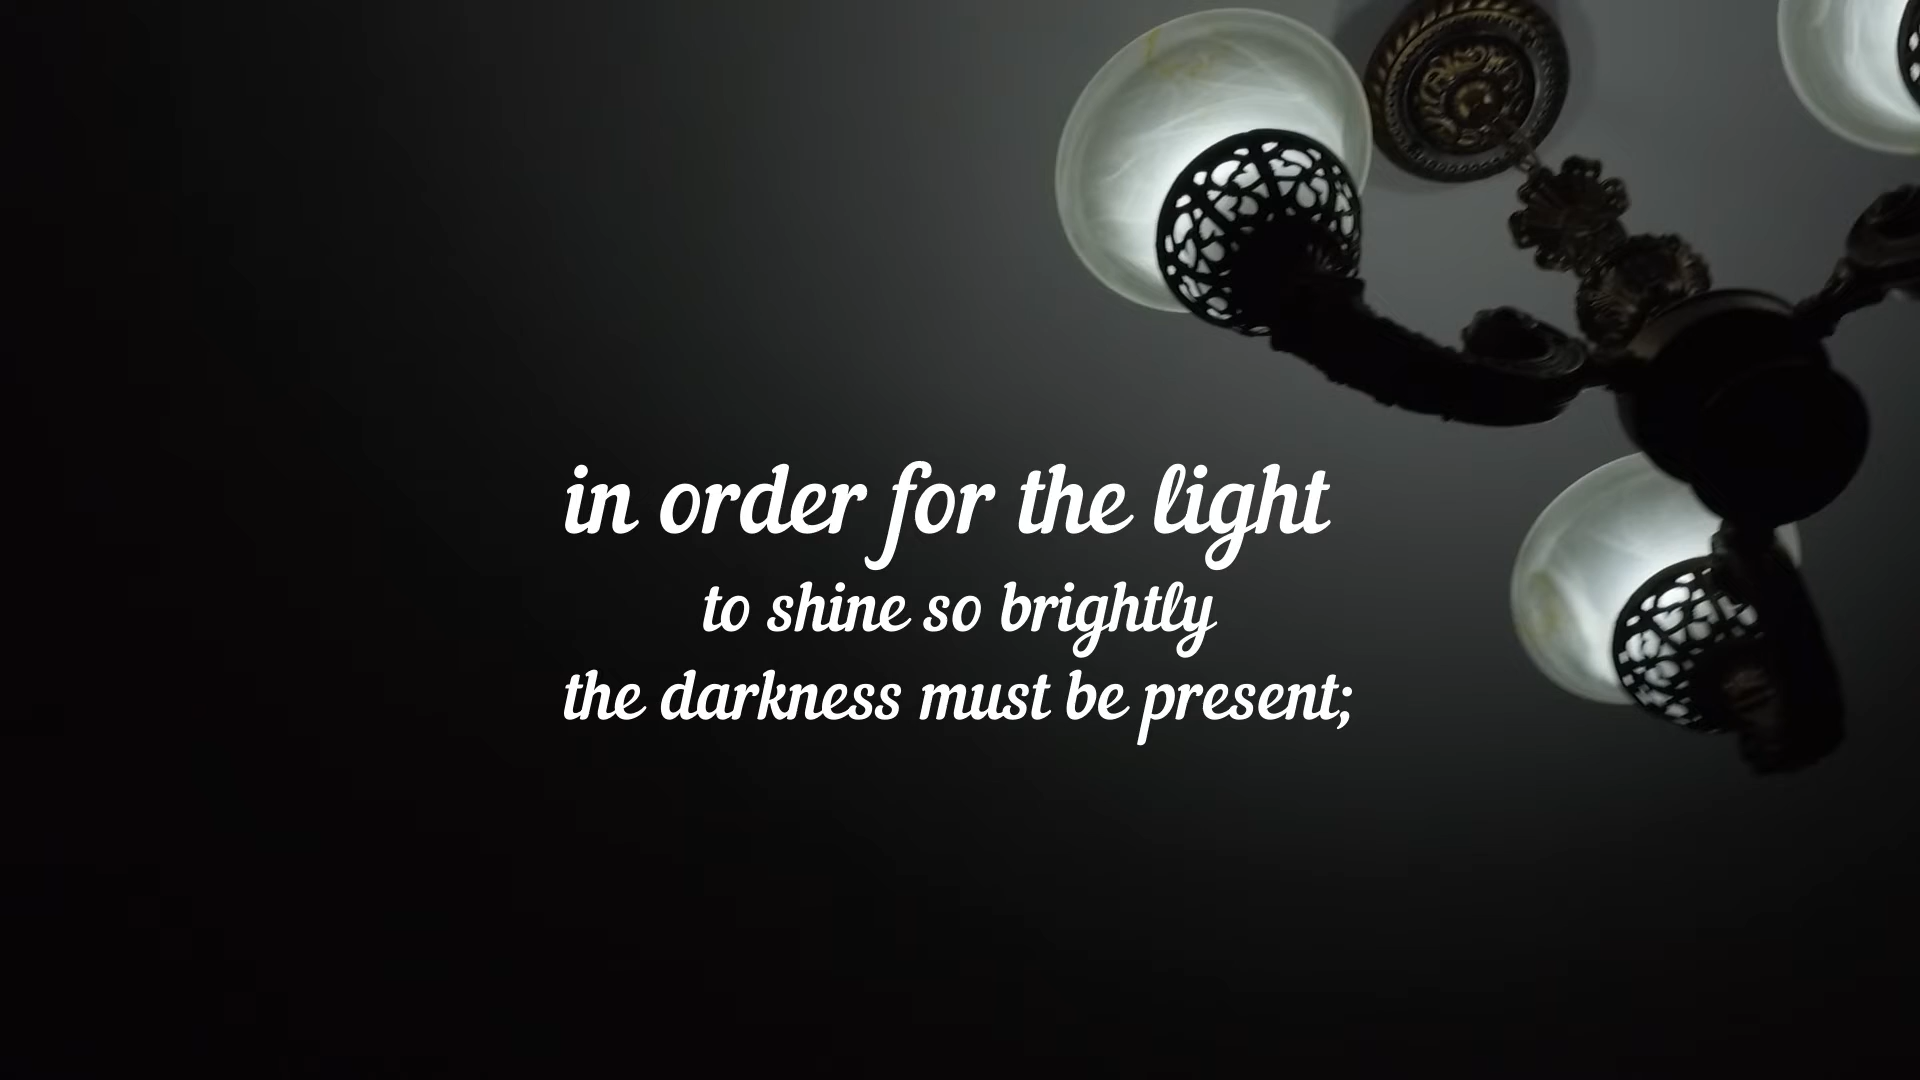 in order for the light
to shine so brightly
the darkness must be present;